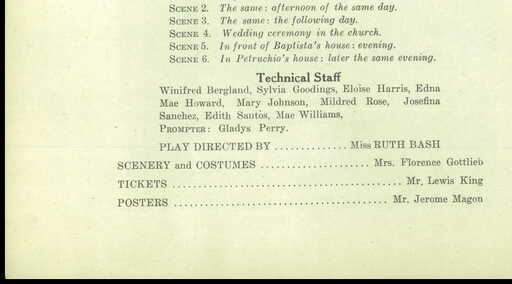 SCENE 2. The same: afternoon of the same day.
SCENE 3. The same: the following day.
SCENE 4. Wedding ceremony in the church.
SCENE 5. In front of Baptista's house: evening.
SCENE 6. In Petruchio's house: later the same evening.
Technical Staff
Winifred Bergland, Sylvia Goodings, Eloise Harris, Edna
Mae Howard, Mary Johnson, Mildred Rose, Josefina
Sanchez, Edith Santos, Mae Williams,
PROMPTER: Gladys Perry.
PLAY DIRECTED BY .............. Miss RUTH BASH
SCENERY and COSTUMES ..................... Mrs. Florence Gottlieb
TICKETS ............................................ Mr. Lewis King
POSTERS ......................................... Mr. Jerome Magon